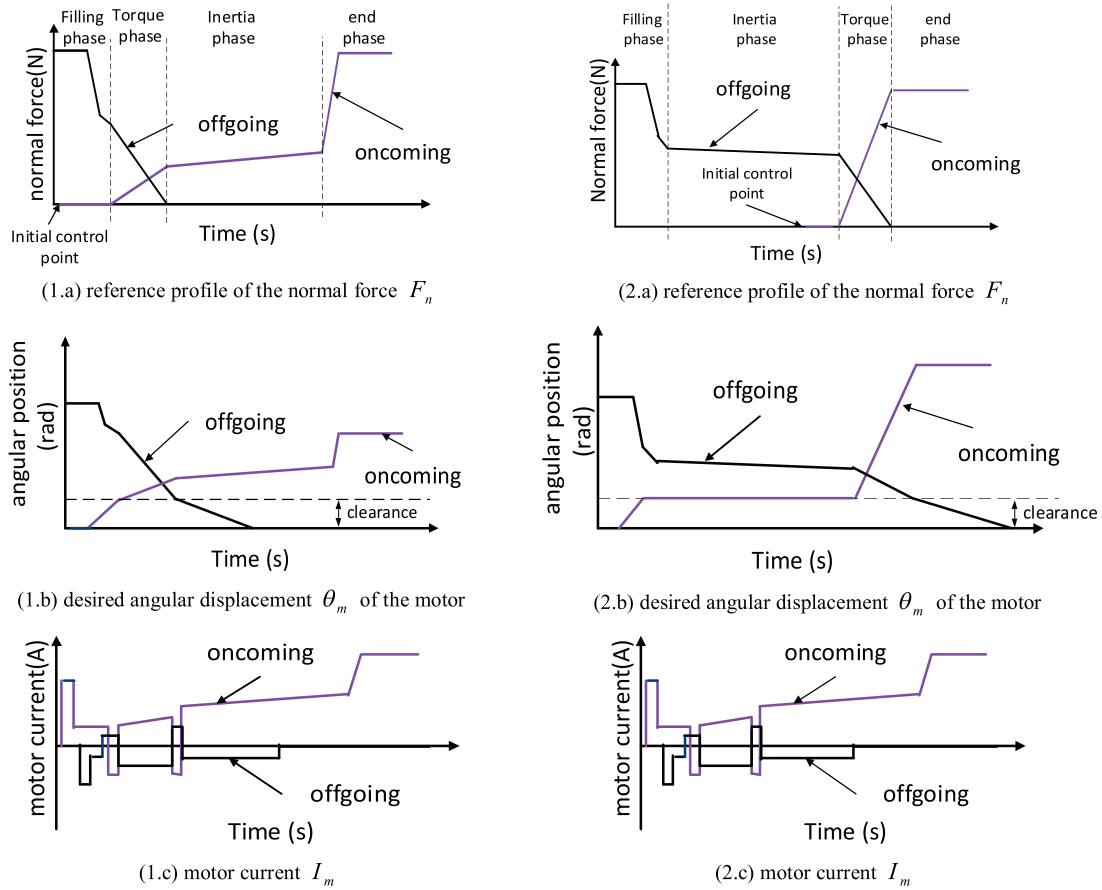 Filling
phase
Torque
phase
Inertia
phase
end
phase
normal force(N)
offgoing
oncoming
Initial control
point
Time (s)
(1.a) reference profile of the normal force F_n
Filling
phase
Inertia
phase
Torque
phase
end
phase
Normal force(N)
offgoing
oncoming
Initial control
point
Time (s)
(2.a) reference profile of the normal force F_n
angular position
(rad)
offgoing
oncoming
clearance
Time (s)
(1.b) desired angular displacement θ_m of the motor
angular position
(rad)
offgoing
oncoming
clearance
Time (s)
(2.b) desired angular displacement θ_m of the motor
motor current(A)
oncoming
offgoing
Time (s)
(1.c) motor current I_m
motor current(A)
oncoming
offgoing
Time (s)
(2.c) motor current I_m